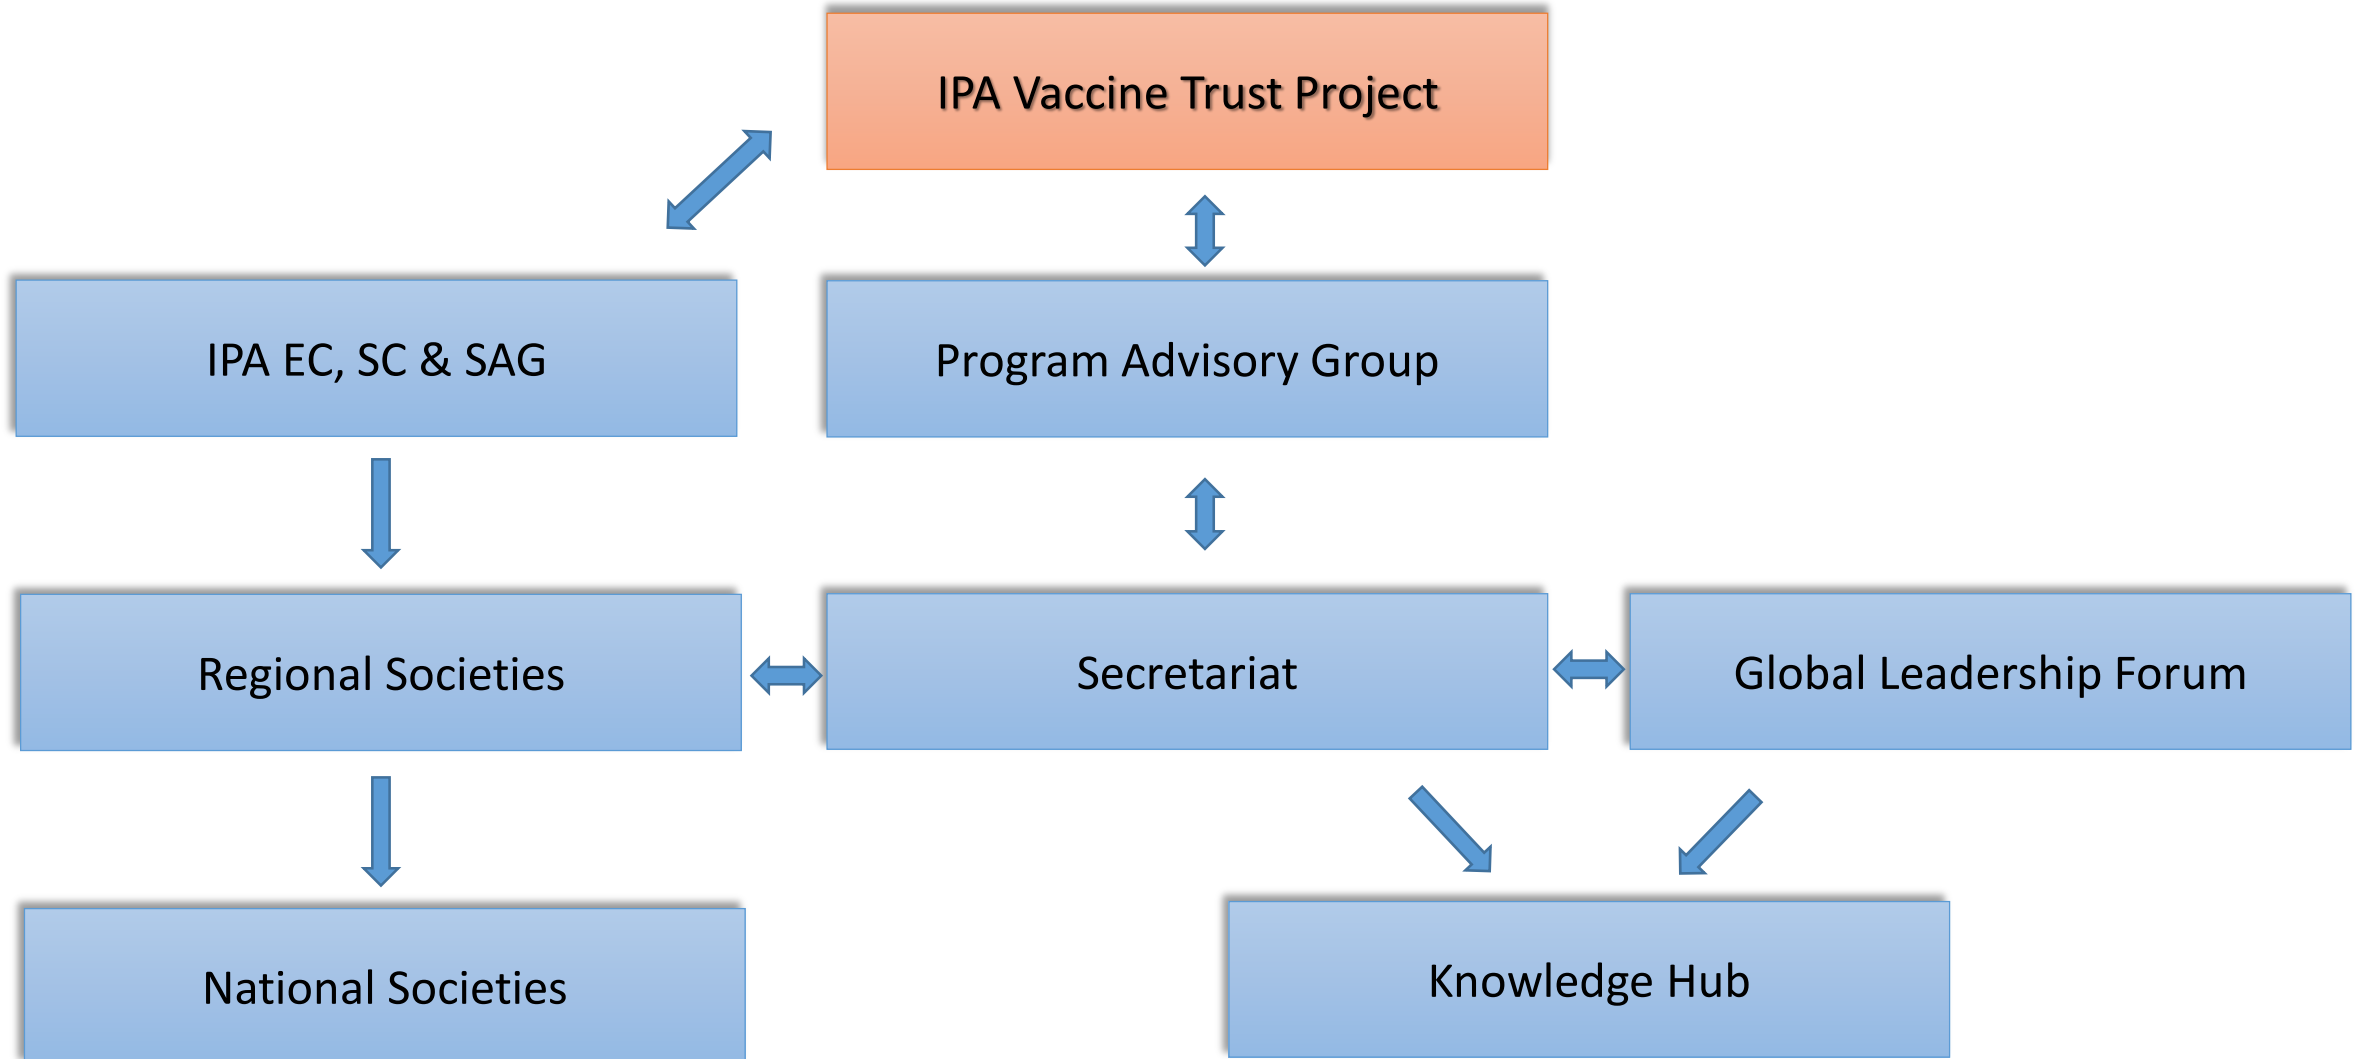 IPA Vaccine Trust Project
IPA EC, SC & SAG
Program Advisory Group
Regional Societies
Secretariat
Global Leadership Forum
National Societies
Knowledge Hub